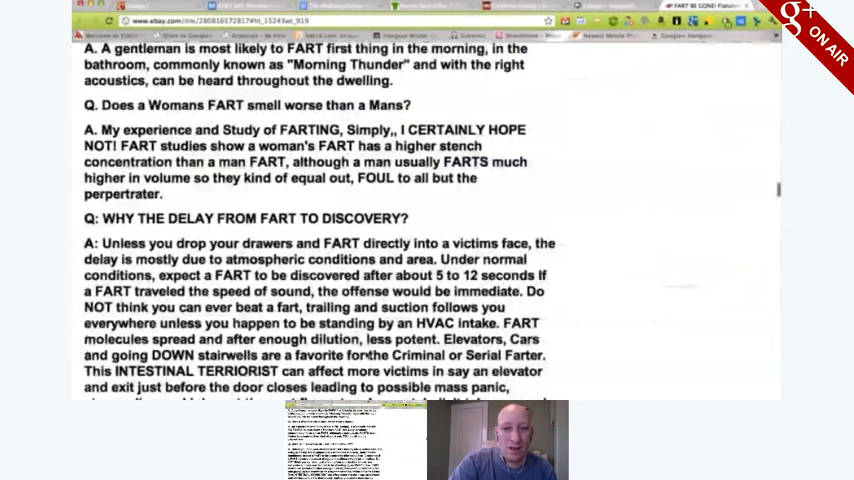 www.ebay.com/itm/280816572817#ht_15243wt_919
FART BE GONE! Flatule
g+
ON AIR
A. A gentleman is most likely to FART first thing in the morning, in the
bathroom, commonly known as "Morning Thunder" and with the right
acoustics, can be heard throughout the dwelling.
Q. Does a Womans FART smell worse than a Mans?
A. My experience and Study of FARTING, Simply,, I CERTAINLY HOPE
NOT! FART studies show a woman's FART has a higher stench
concentration than a man FART, although a man usually FARTS much
higher in volume so they kind of equal out, FOUL to all but the
perpertrater.
Q: WHY THE DELAY FROM FART TO DISCOVERY?
A: Unless you drop your drawers and FART directly into a victims face, the
delay is mostly due to atmospheric conditions and area. Under normal
conditions, expect a FART to be discovered after about 5 to 12 seconds If
a FART traveled the speed of sound, the offense would be immediate. Do
NOT think you can ever beat a fart, trailing and suction follows you
everywhere unless you happen to be standing by an HVAC intake. FART
molecules spread and after enough dilution, less potent. Elevators, Cars
and going DOWN stairwells are a favorite for the Criminal or Serial Farter.
This INTESTINAL TERRIORIST can affect more victims in say an elevator
and exit just before the door closes leading to possible mass panic,